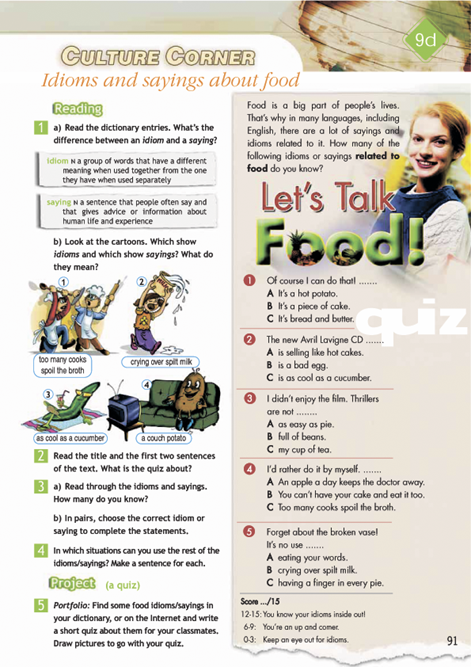 9d
CULTURE CORNER
Idioms and sayings about food
Reading
1 a) Read the dictionary entries. What's the
difference between an idiom and a saying?
idiom N a group of words that have a different
meaning when used together from the one
they have when used separately
saying N a sentence that people often say and
that gives advice or information about
human life and experience
b) Look at the cartoons. Which show
idioms and which show sayings? What do
they mean?
1
2
too many cooks
spoil the broth
crying over spilt milk
3
4
as cool as a cucumber
a couch potato
2 Read the title and the first two sentences
of the text. What is the quiz about?
3 a) Read through the idioms and sayings.
How many do you know?
b) In pairs, choose the correct idiom or
saying to complete the statements.
4 In which situations can you use the rest of the
idioms/sayings? Make a sentence for each.
Project (a quiz)
5 Portfolio: Find some food idioms/sayings in
your dictionary, or on the Internet and write
a short quiz about them for your classmates.
Draw pictures to go with your quiz.
Food is a big part of people's lives.
That's why in many languages, including
English, there are a lot of sayings and
idioms related to it. How many of the
following idioms or sayings related to
food do you know?
Let's Talk
Food!
quiz
1 Of course I can do that! .......
A It's a hot potato.
B It's a piece of cake.
C It's bread and butter.
2 The new Avril Lavigne CD .......
A is selling like hot cakes.
B is a bad egg.
C is as cool as a cucumber.
3 I didn't enjoy the film. Thrillers
are not ........
A as easy as pie.
B full of beans.
C my cup of tea.
4 I'd rather do it by myself. .......
A An apple a day keeps the doctor away.
B You can't have your cake and eat it too.
C Too many cooks spoil the broth.
5 Forget about the broken vase!
It's no use .......
A eating your words.
B crying over spilt milk.
C having a finger in every pie.
Score .../15
12-15: You know your idioms inside out!
6-9: You're an up and comer.
0-3: Keep an eye out for idioms.
91